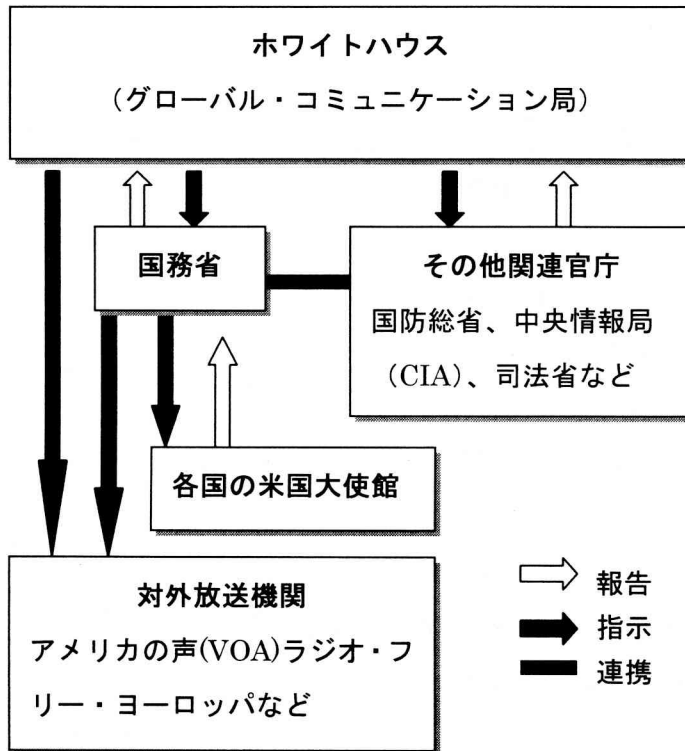 ホワイトハウス
（グローバル・コミュニケーション局）
国務省
その他関連官庁
国防総省、中央情報局
（CIA）、司法省など
各国の米国大使館
対外放送機関
アメリカの声(VOA)ラジオ・フ
リー・ヨーロッパなど
報告
指示
連携